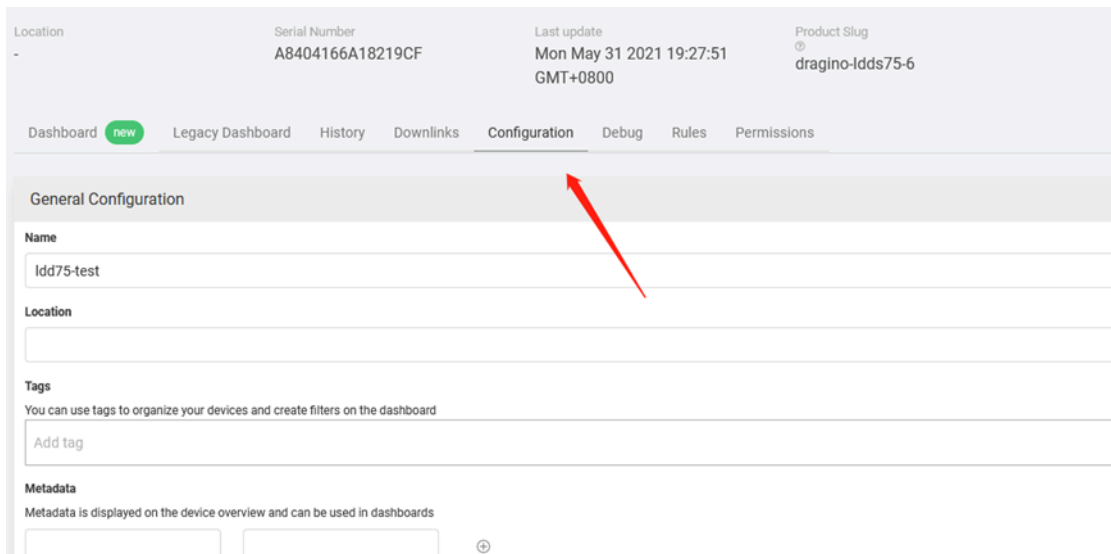 Location
Serial Number
Last update
Product Slug
-
A8404166A18219CF
Mon May 31 2021 19:27:51
GMT+0800
dragino-ldds75-6
Dashboard new Legacy Dashboard History Downlinks Configuration Debug Rules Permissions
General Configuration
Name
ldd75-test
Location
Tags
You can use tags to organize your devices and create filters on the dashboard
Add tag
Metadata
Metadata is displayed on the device overview and can be used in dashboards